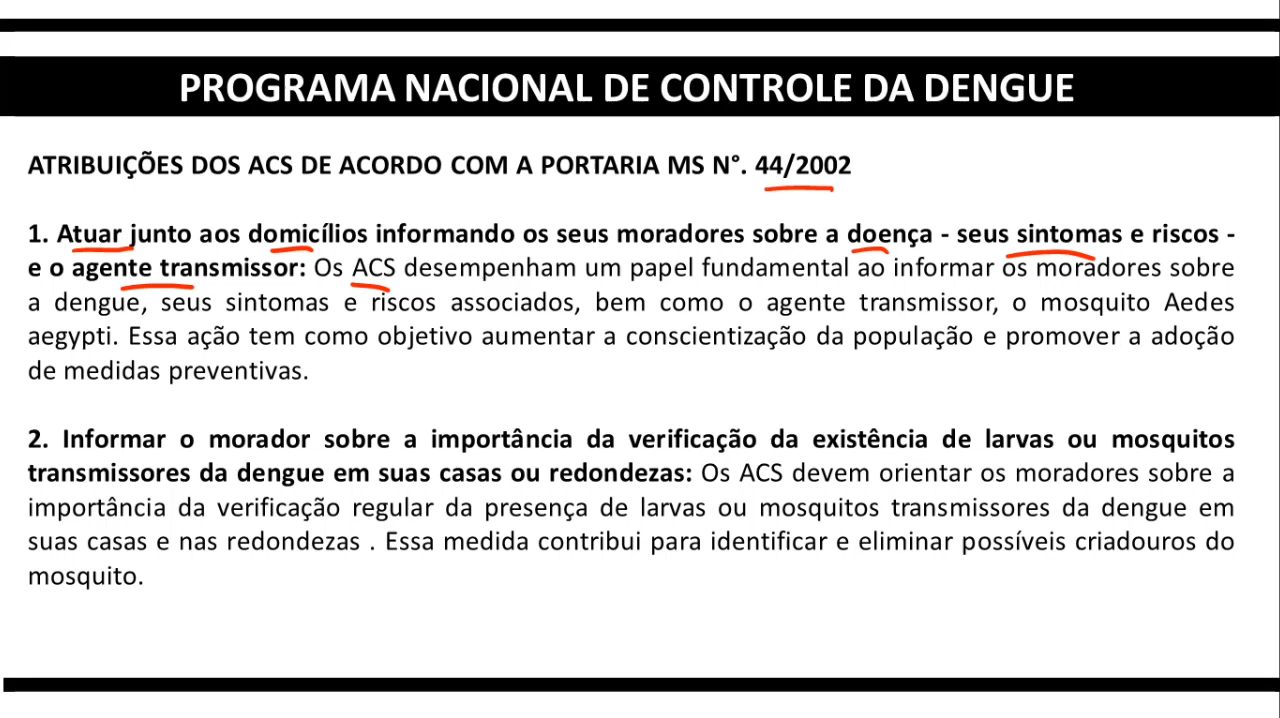 PROGRAMA NACIONAL DE CONTROLE DA DENGUE
ATRIBUIÇÕES DOS ACS DE ACORDO COM A PORTARIA MS N°. 44/2002
1. Atuar junto aos domicílios informando os seus moradores sobre a doença - seus sintomas e riscos -
e o agente transmissor: Os ACS desempenham um papel fundamental ao informar os moradores sobre
a dengue, seus sintomas e riscos associados, bem como o agente transmissor, o mosquito Aedes
aegypti. Essa ação tem como objetivo aumentar a conscientização da população e promover a adoção
de medidas preventivas.
2. Informar o morador sobre a importância da verificação da existência de larvas ou mosquitos
transmissores da dengue em suas casas ou redondezas: Os ACS devem orientar os moradores sobre a
importância da verificação regular da presença de larvas ou mosquitos transmissores da dengue em
suas casas e nas redondezas . Essa medida contribui para identificar e eliminar possíveis criadouros do
mosquito.